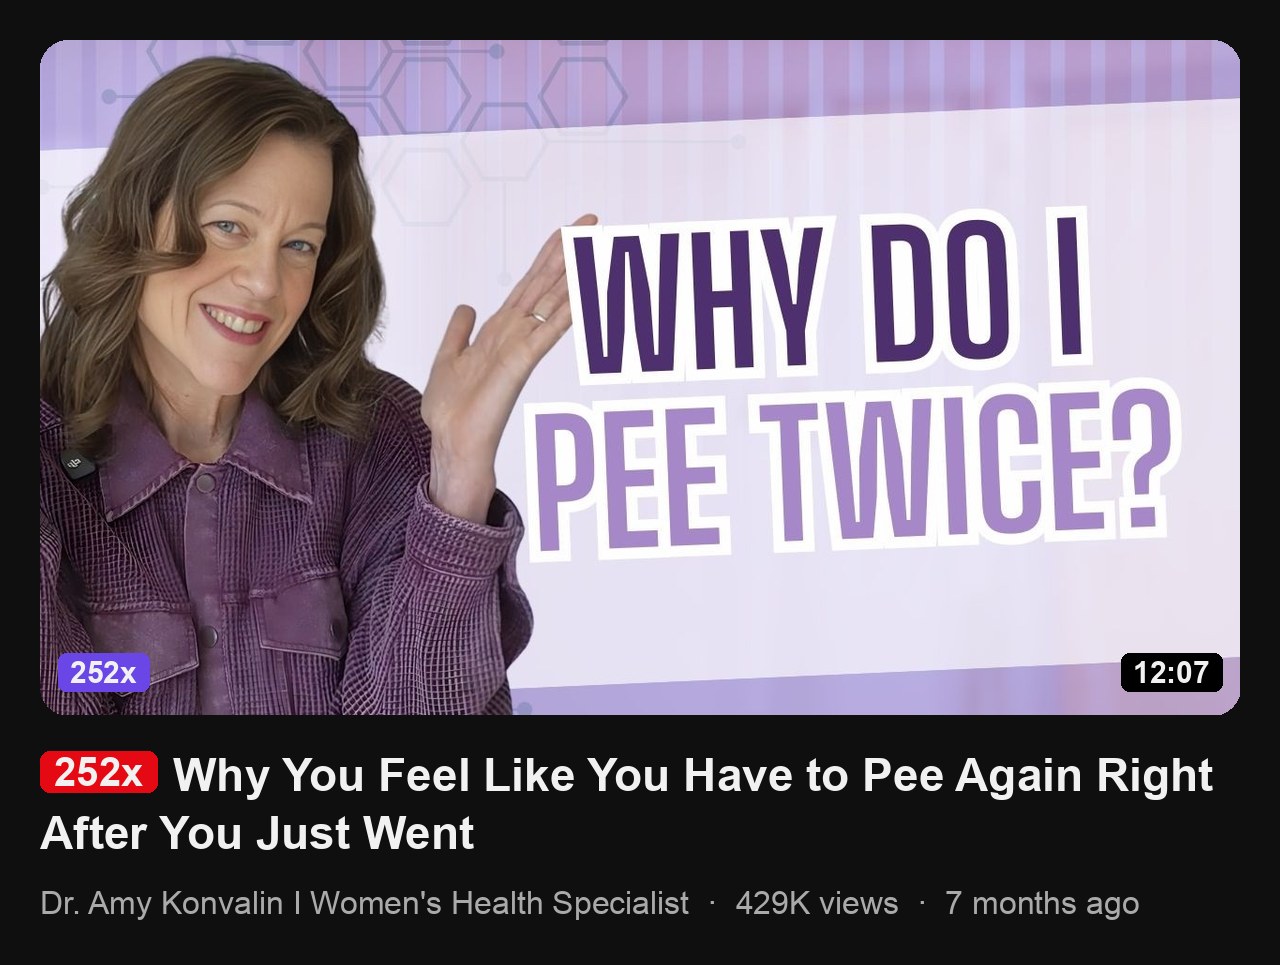 WHY DO I
PEE TWICE?
252x
12:07
252x Why You Feel Like You Have to Pee Again Right
After You Just Went
Dr. Amy Konvalin I Women's Health Specialist · 429K views · 7 months ago